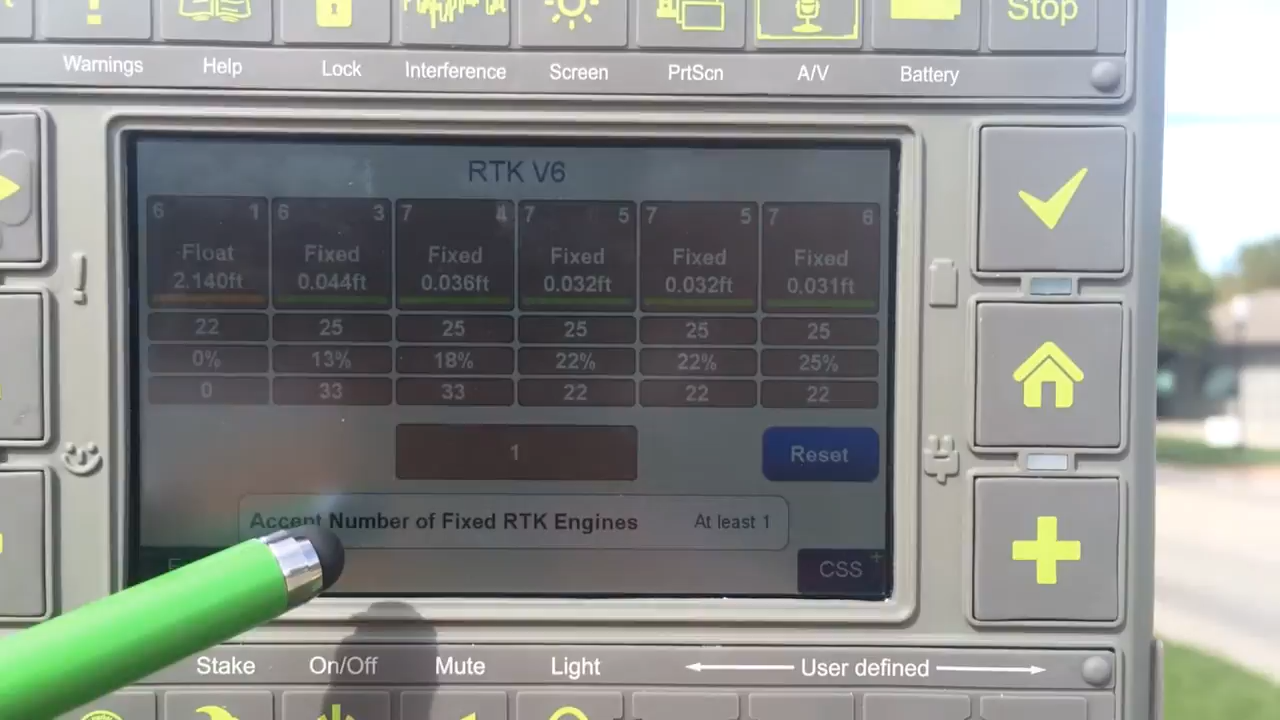 Stop
Warnings Help Lock Interference Screen PrtScn A/V Battery
RTK V6
6 1 6 3 7 4 7 5 7 5 7 6
Float Fixed Fixed Fixed Fixed Fixed
2.140ft 0.044ft 0.036ft 0.032ft 0.032ft 0.031ft
22 25 25 25 25 25
0% 13% 18% 22% 22% 25%
0 33 33 22 22 22
1 Reset
Accept Number of Fixed RTK Engines At least 1
CSS
Stake On/Off Mute Light User defined